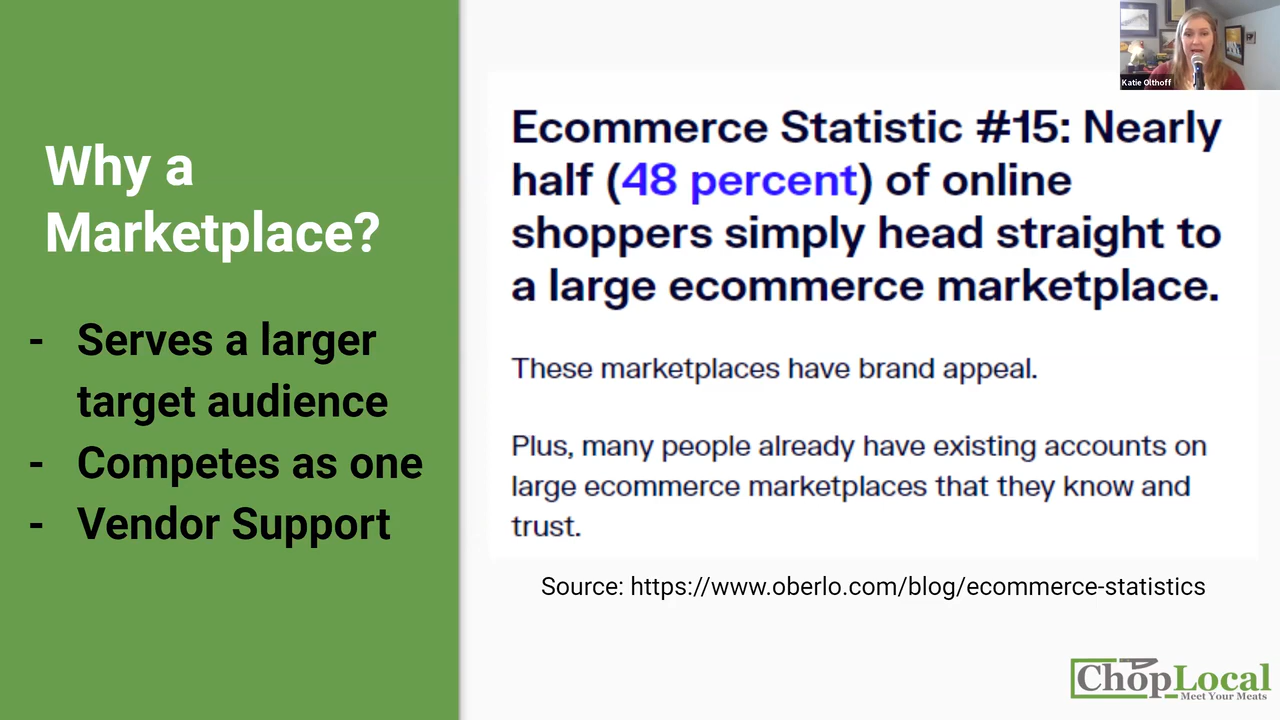 Why a
Marketplace?
- Serves a larger
target audience
- Competes as one
- Vendor Support
Ecommerce Statistic #15: Nearly
half (48 percent) of online
shoppers simply head straight to
a large ecommerce marketplace.
These marketplaces have brand appeal.
Plus, many people already have existing accounts on
large ecommerce marketplaces that they know and
trust.
Source: https://www.oberlo.com/blog/ecommerce-statistics
Katie Olthoff
ChopLocal
Meet Your Meats